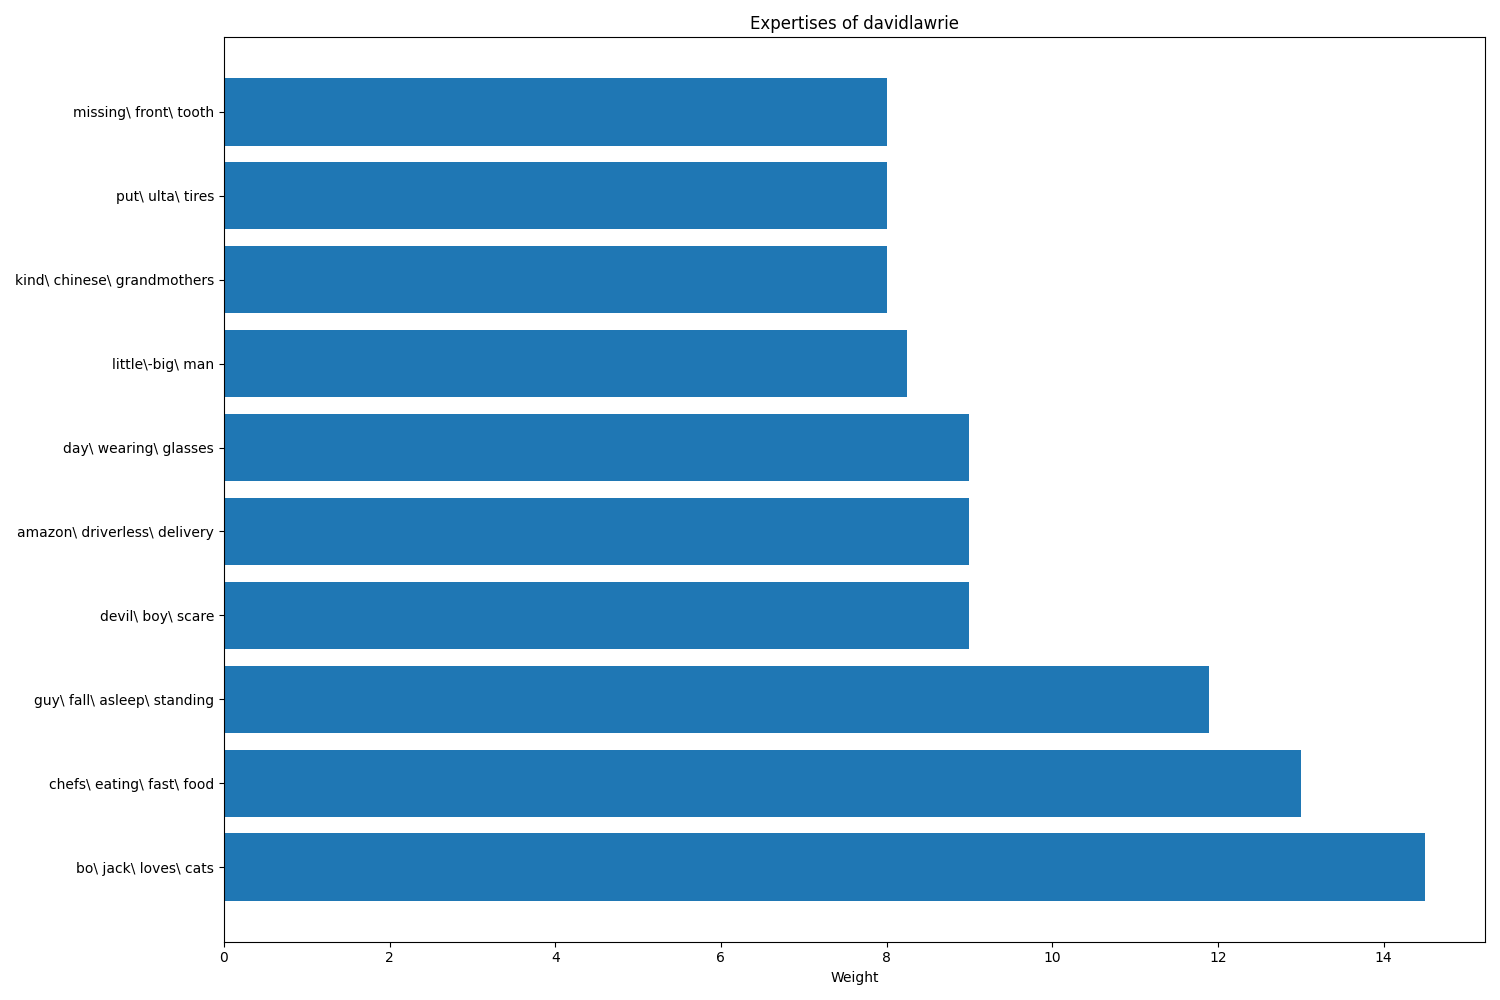 Expertises of davidlawrie
missing\ front\ tooth
put\ ulta\ tires
kind\ chinese\ grandmothers
little\-big\ man
day\ wearing\ glasses
amazon\ driverless\ delivery
devil\ boy\ scare
guy\ fall\ asleep\ standing
chefs\ eating\ fast\ food
bo\ jack\ loves\ cats
0 2 4 6 8 10 12 14
Weight